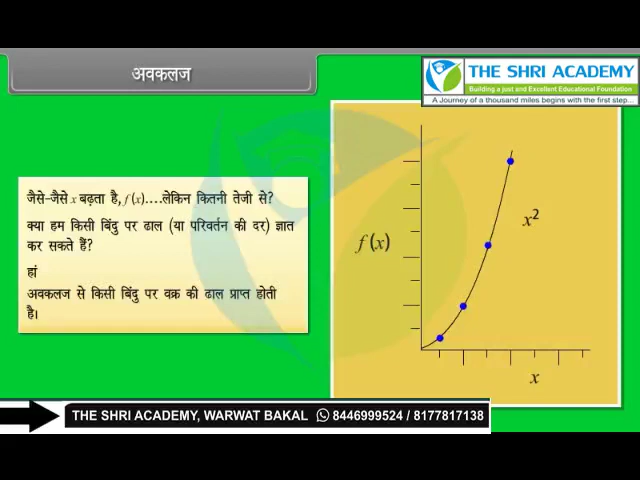 अवकलज
THE SHRI ACADEMY
Building a just and Excellent Educational Foundation
A Journey of a thousand miles begins with the first step...
जैसे-जैसे x बढ़ता है, f(x)....लेकिन कितनी तेजी से?
क्या हम किसी बिंदु पर ढाल (या परिवर्तन की दर) ज्ञात
कर सकते हैं?
हां
अवकलज से किसी बिंदु पर वक्र की ढाल प्राप्त होती
है।
f(x)
x²
x
THE SHRI ACADEMY, WARWAT BAKAL 8446999524 / 8177817138